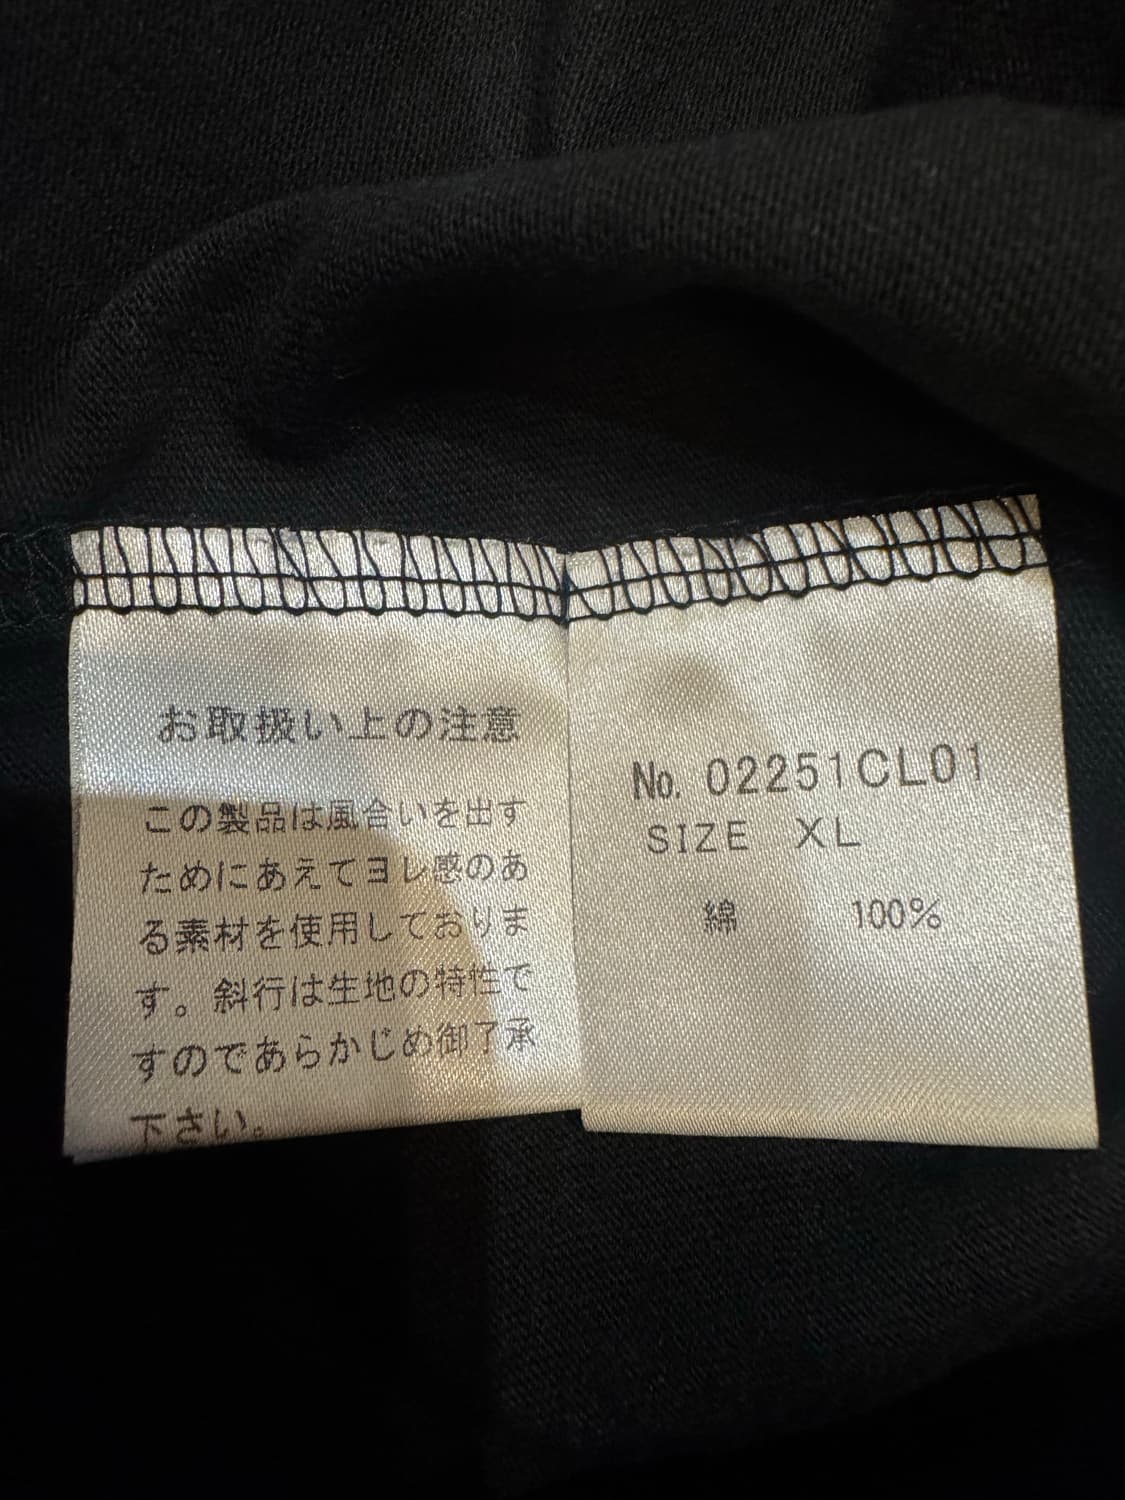 お取扱い上の注意
この製品は風合いを出す
ためにあえてヨレ感のあ
る素材を使用しておりま
す。斜行は生地の特性で
すのであらかじめ御了承
下さい。
No. 02251CL01
SIZE XL
綿 100%